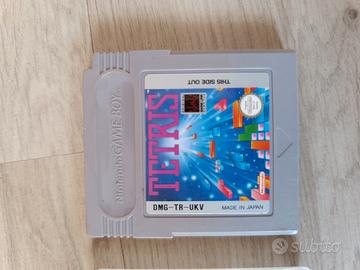 Nintendo GAME BOY
THIS SIDE OUT
TETRIS
DMG-TR-UKV
MADE IN JAPAN
subito